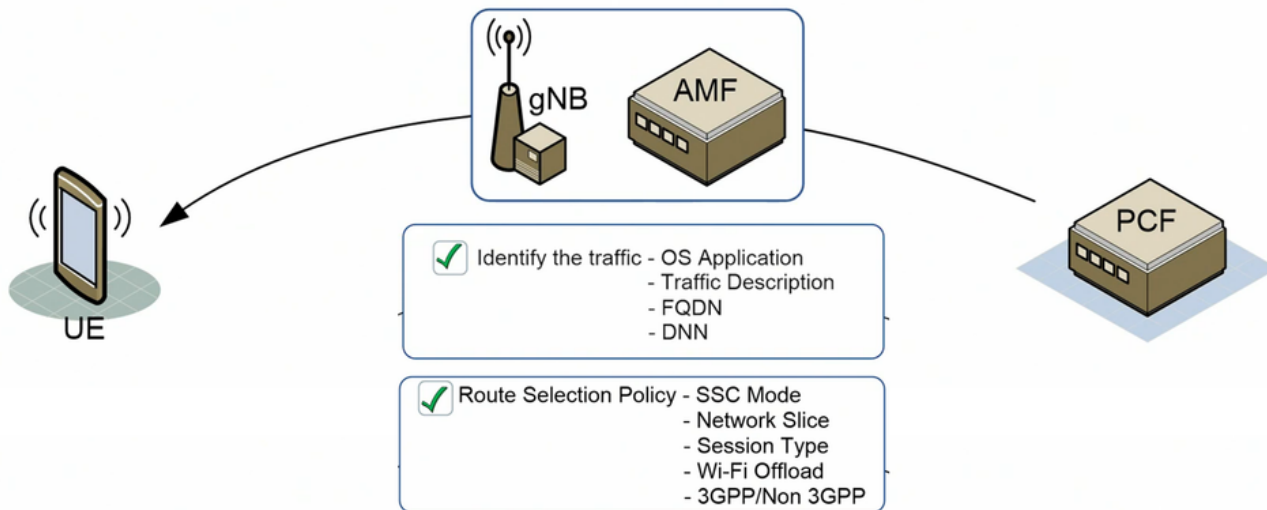 gNB
AMF
UE
PCF
Identify the traffic - OS Application
- Traffic Description
- FQDN
- DNN
Route Selection Policy - SSC Mode
- Network Slice
- Session Type
- Wi-Fi Offload
- 3GPP/Non 3GPP